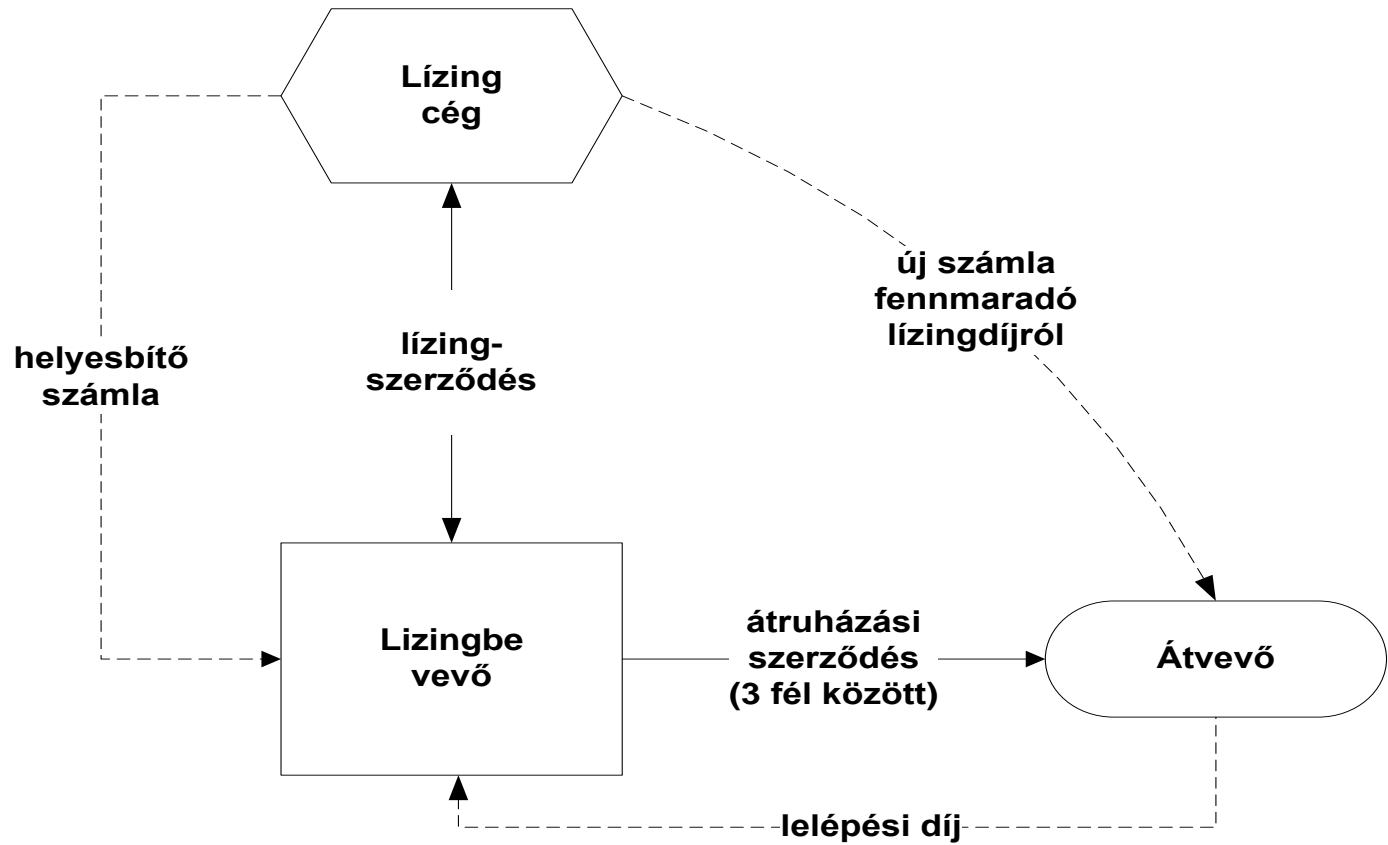 Lízing
cég
új számla
fennmaradó
lízingdíjról
helyesbítő
számla
lízing-
szerződés
Lizingbe
vevő
átruházási
szerződés
(3 fél között)
Átvevő
lelépési díj